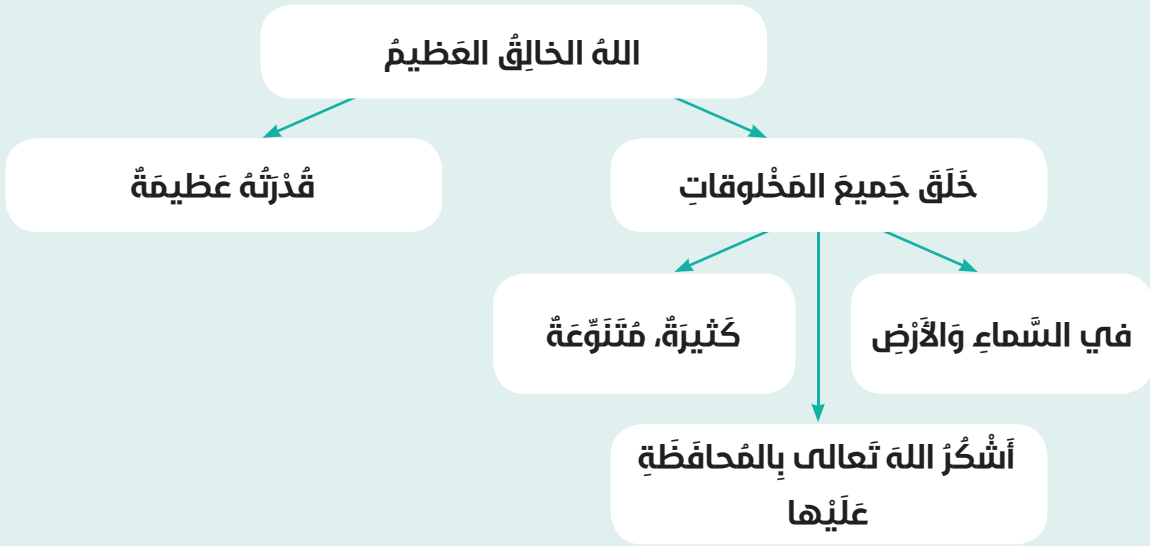 اللهُ الخالِقُ العَظيمُ
خَلَقَ جَميعَ المَخْلوقاتِ
قُدْرَتُهُ عَظيمَةٌ
في السَّماءِ وَالأَرْضِ
كَثيرَةٌ، مُتَنَوِّعَةٌ
أَشْكُرُ اللهَ تَعالى بِالمُحافَظَةِ
عَلَيْها